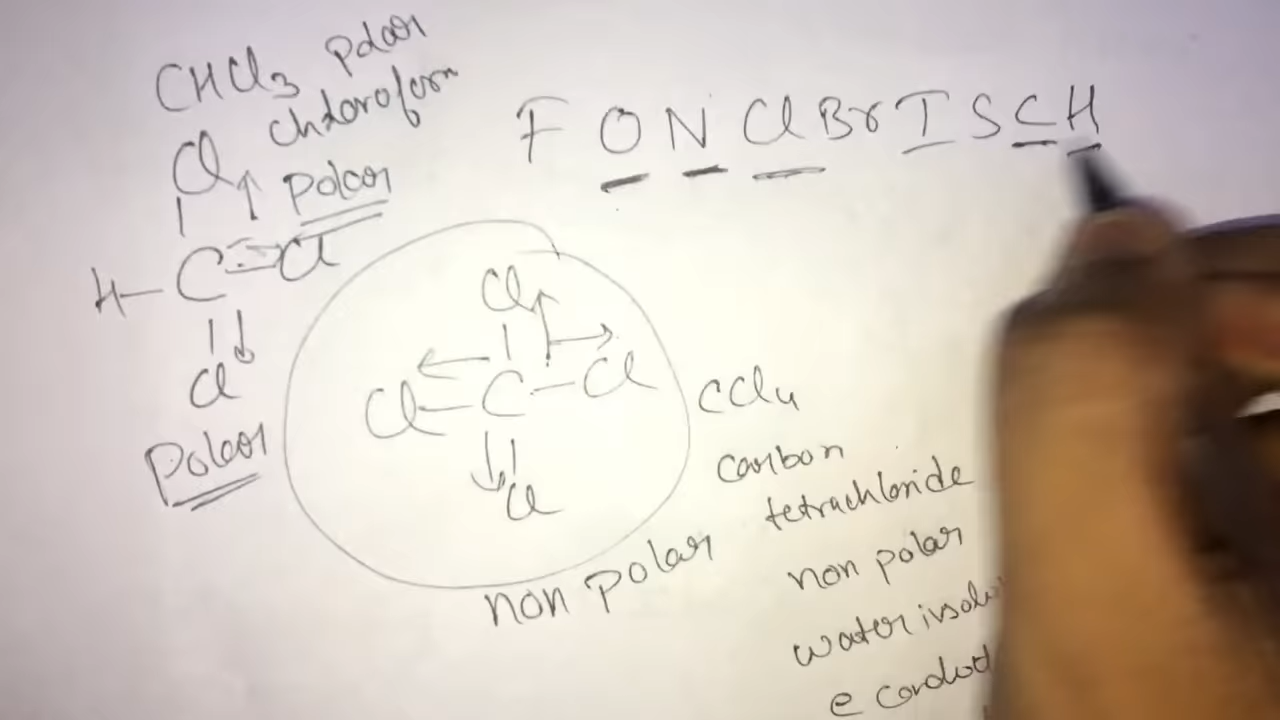 CHCl3 polar
chloroform
Cl
polar
H-C=Cl
Cl
Polar
F O N Cl Br I S C H
Cl
Cl-C-Cl
Cl
non polar
CCl4
carbon
tetrachloride
non polar
water
e